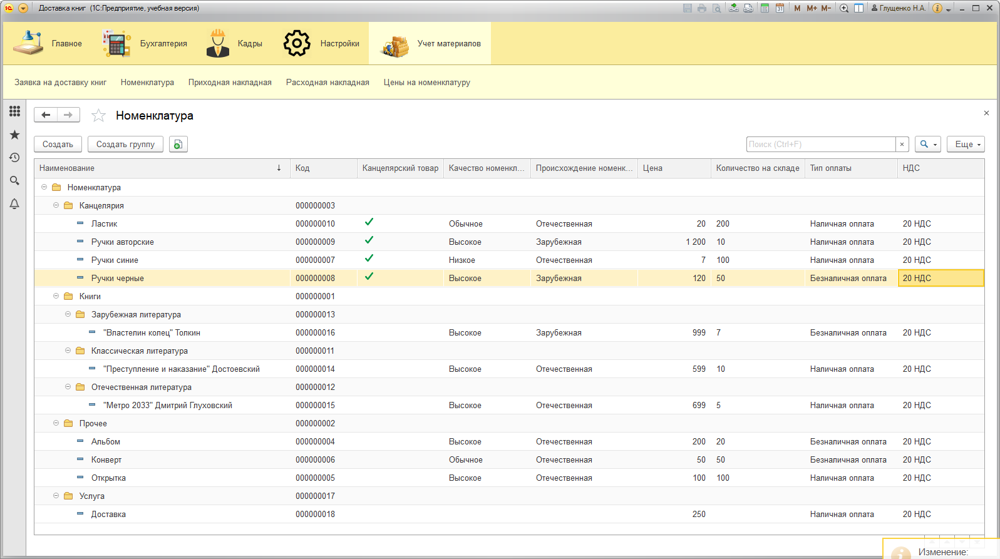 Доставка книг (1С:Предприятие, учебная версия) M M+ M- Глущенко Н.А.
Главное Бухгалтерия Кадры Настройки Учет материалов
Заявка на доставку книг Номенклатура Приходная накладная Расходная накладная Цены на номенклатуру
Номенклатура
Создать Создать группу Поиск (Ctrl+F) × Еще
Наименование ↓ Код Канцелярский товар Качество номенкл... Происхождение номенк... Цена Количество на складе Тип оплаты НДС
Номенклатура
Канцелярия 000000003
Ластик 000000010 Обычное Отечественная 20 200 Наличная оплата 20 НДС
Ручки авторские 000000009 Высокое Зарубежная 1 200 10 Наличная оплата 20 НДС
Ручки синие 000000007 Низкое Отечественная 7 100 Наличная оплата 20 НДС
Ручки черные 000000008 Высокое Зарубежная 120 50 Безналичная оплата 20 НДС
Книги 000000001
Зарубежная литература 000000013
"Властелин колец" Толкин 000000016 Высокое Зарубежная 999 7 Безналичная оплата 20 НДС
Классическая литература 000000011
"Преступление и наказание" Достоевский 000000014 Высокое Отечественная 599 10 Наличная оплата 20 НДС
Отечественная литература 000000012
"Метро 2033" Дмитрий Глуховский 000000015 Высокое Отечественная 699 5 Наличная оплата 20 НДС
Прочее 000000002
Альбом 000000004 Высокое Отечественная 200 20 Безналичная оплата 20 НДС
Конверт 000000006 Обычное Отечественная 50 50 Безналичная оплата 20 НДС
Открытка 000000005 Высокое Отечественная 100 100 Наличная оплата 20 НДС
Услуга 000000017
Доставка 000000018 250 Наличная оплата 20 НДС
Изменение: